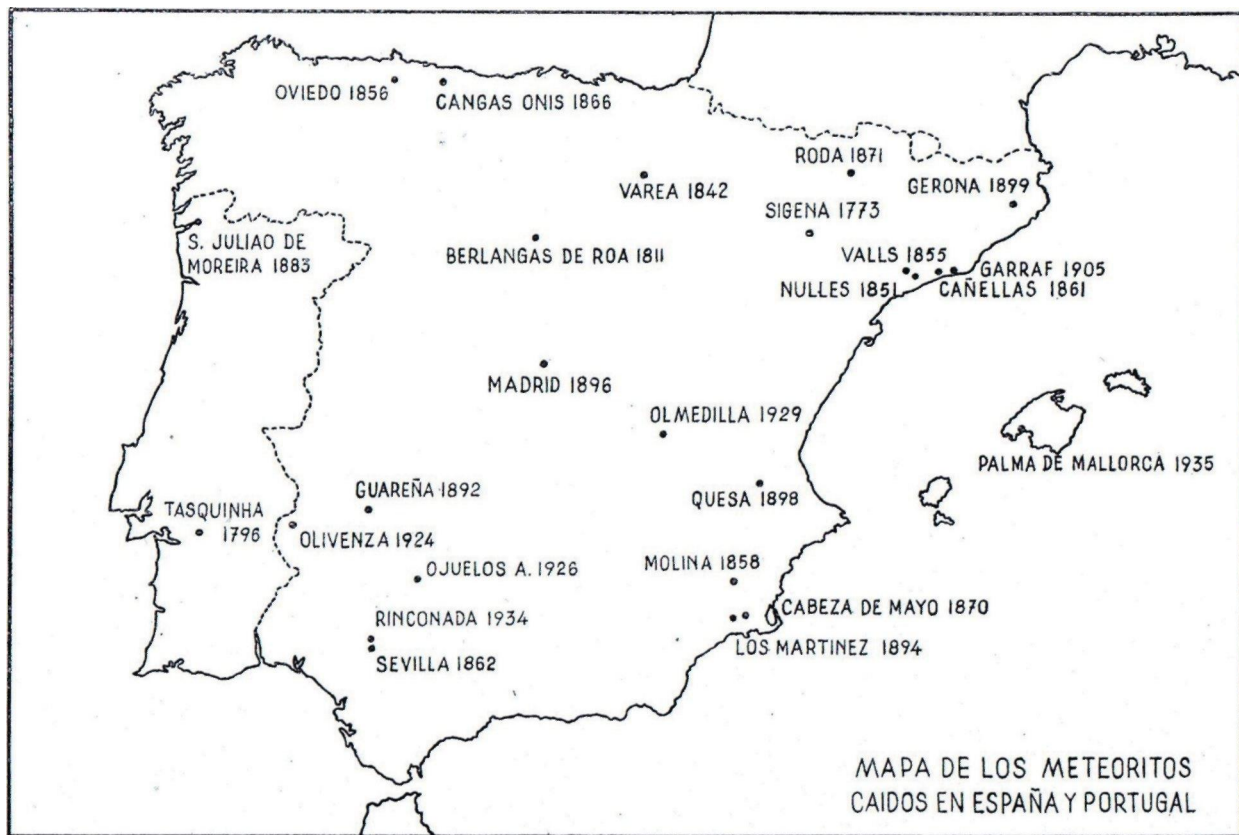 OVIEDO 1856
CANGAS ONIS 1866
RODA 1871
VAREA 1842
GERONA 1899
SIGENA 1773
S. JULIAO DE
MOREIRA 1883
BERLANGAS DE ROA 1811
VALLS 1855
GARRAF 1905
NULLES 1851
CAÑELLAS 1861
MADRID 1896
OLMEDILLA 1929
PALMA DE MALLORCA 1935
GUAREÑA 1892
QUESA 1898
TASQUINHA
1796
OLIVENZA 1924
OJUELOS A. 1926
MOLINA 1858
CABEZA DE MAYO 1870
RINCONADA 1934
LOS MARTINEZ 1894
SEVILLA 1862
MAPA DE LOS METEORITOS
CAIDOS EN ESPAÑA Y PORTUGAL